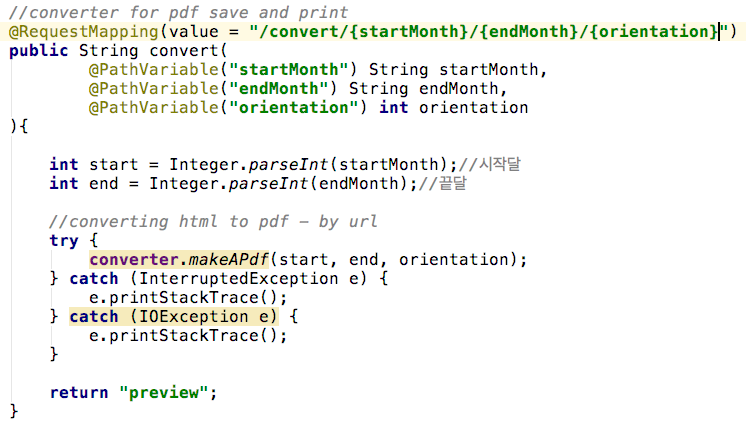 //converter for pdf save and print
@RequestMapping(value = "/convert/{startMonth}/{endMonth}/{orientation}")
public String convert(
        @PathVariable("startMonth") String startMonth,
        @PathVariable("endMonth") String endMonth,
        @PathVariable("orientation") int orientation
){
    int start = Integer.parseInt(startMonth);//시작달
    int end = Integer.parseInt(endMonth);//끝달
    //converting html to pdf – by url
    try {
        converter.makeAPdf(start, end, orientation);
    } catch (InterruptedException e) {
        e.printStackTrace();
    } catch (IOException e) {
        e.printStackTrace();
    }
    return "preview";
}